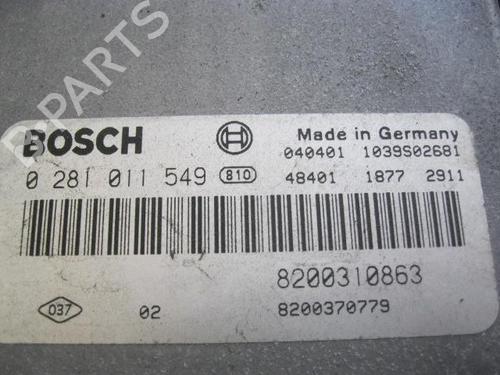 B PARTS
BOSCH
Made in Germany
040401 1039S02681
0 281 011 549 810
48401 1877 2911
8200310863
037 02 8200370779